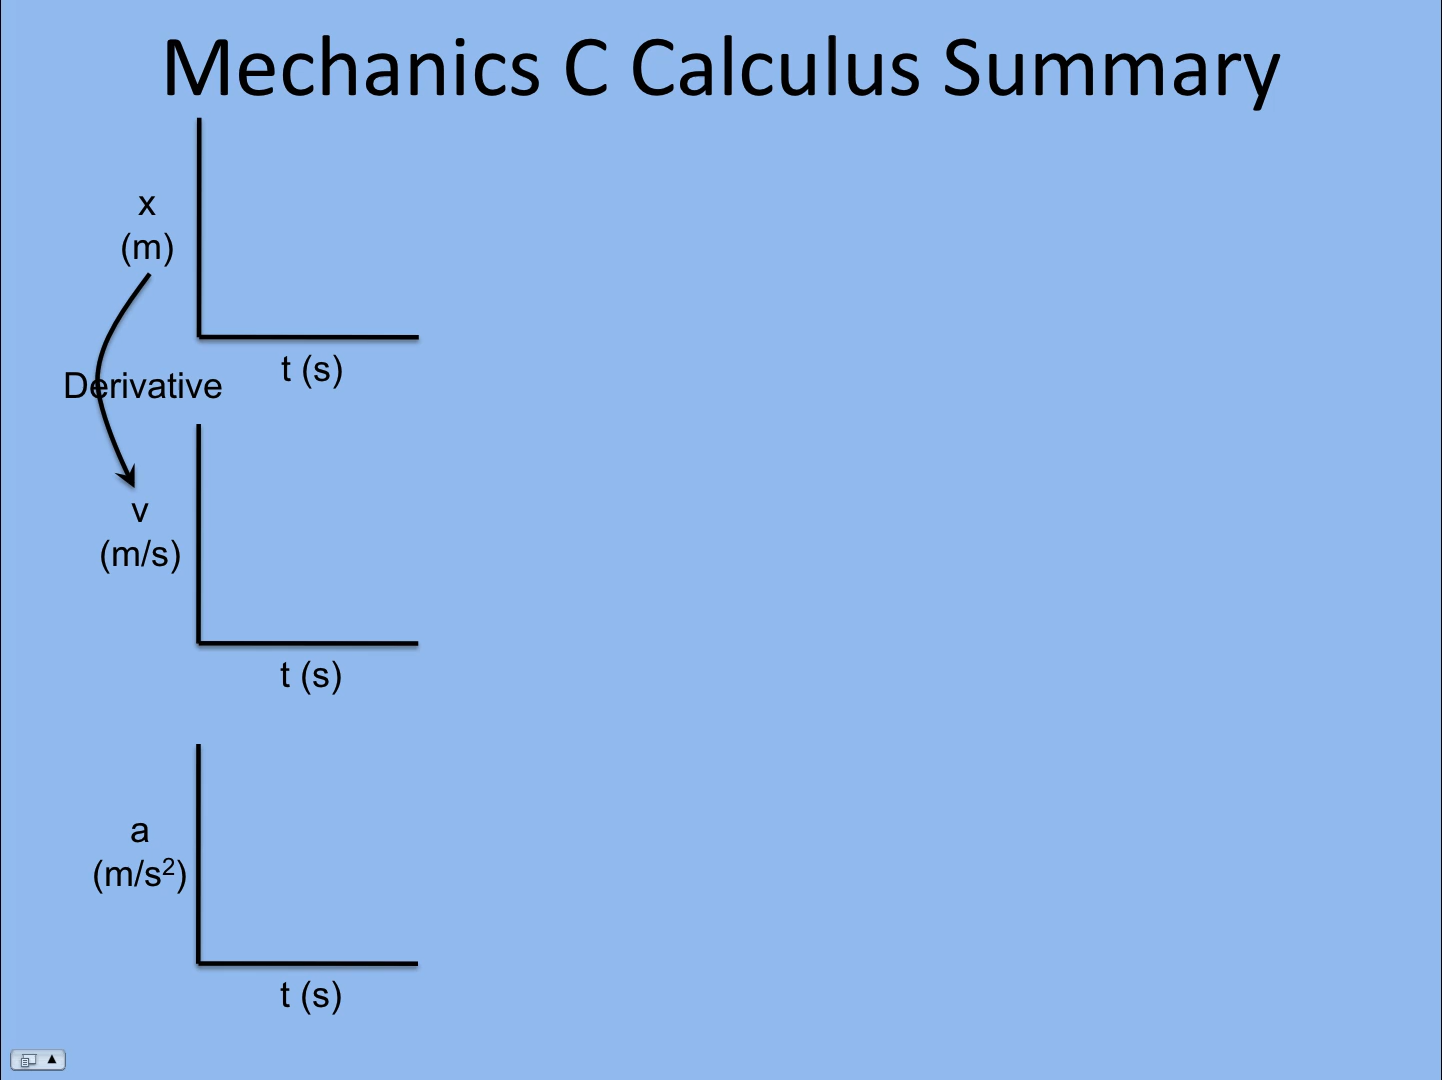 Mechanics C Calculus Summary
x
(m)
t (s)
Derivative
v
(m/s)
t (s)
a
(m/s²)
t (s)